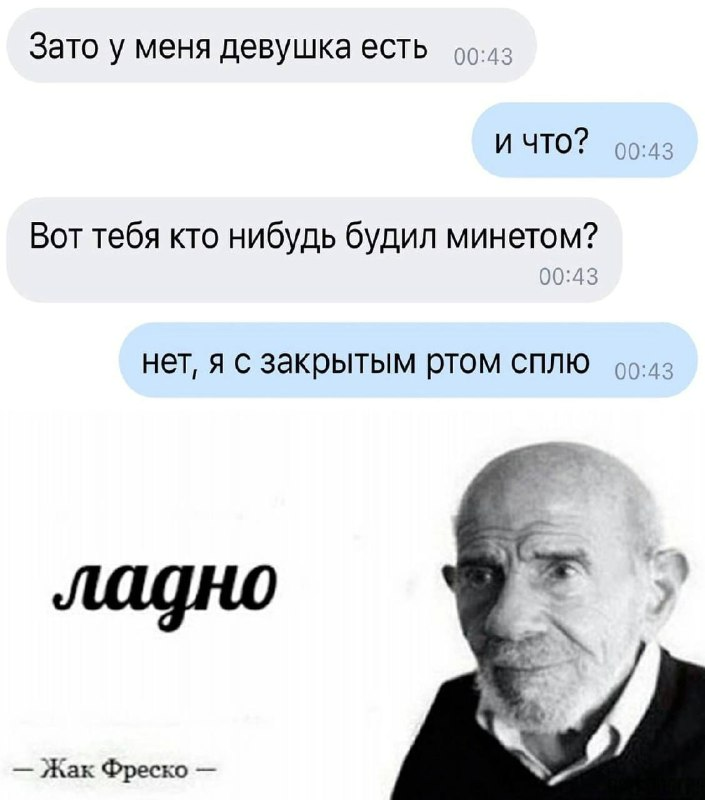 Зато у меня девушка есть 00:43
и что? 00:43
Вот тебя кто нибудь будил минетом?
00:43
нет, я с закрытым ртом сплю 00:43
ладно
— Жак Фреско —